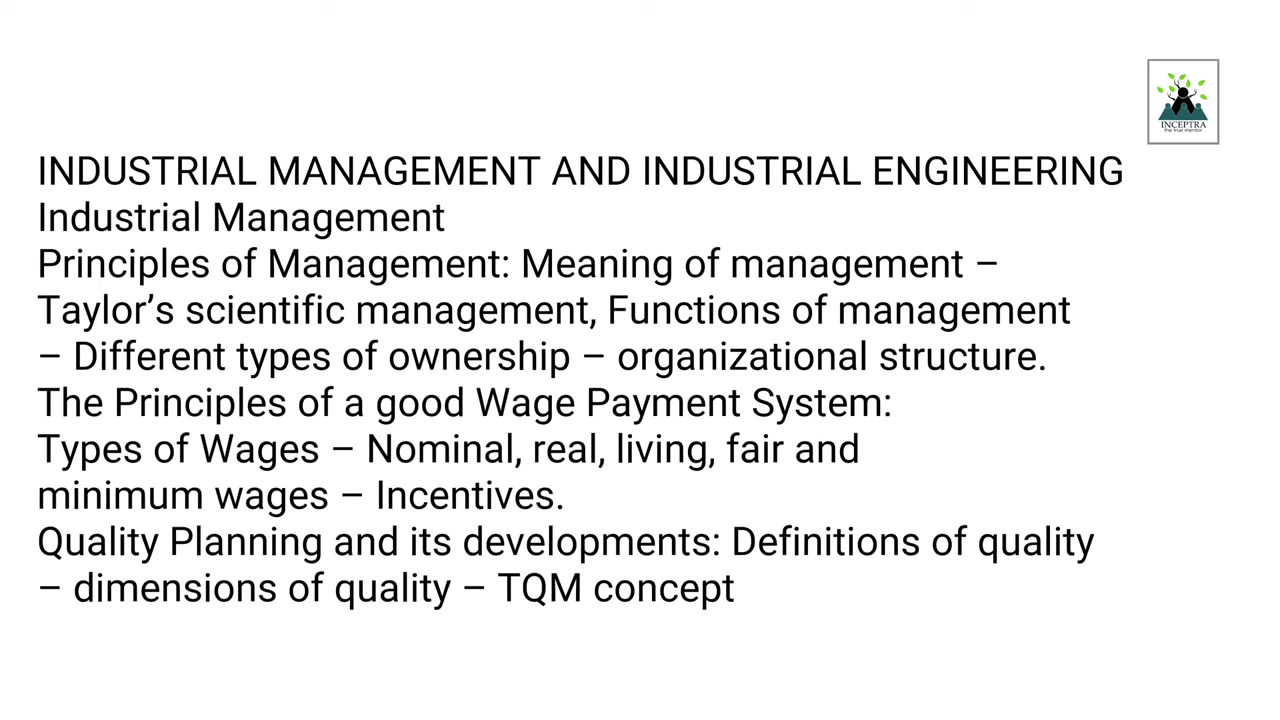 INCEPTRA
the true mentor
INDUSTRIAL MANAGEMENT AND INDUSTRIAL ENGINEERING
Industrial Management
Principles of Management: Meaning of management –
Taylor’s scientific management, Functions of management
– Different types of ownership – organizational structure.
The Principles of a good Wage Payment System:
Types of Wages – Nominal, real, living, fair and
minimum wages – Incentives.
Quality Planning and its developments: Definitions of quality
– dimensions of quality – TQM concept